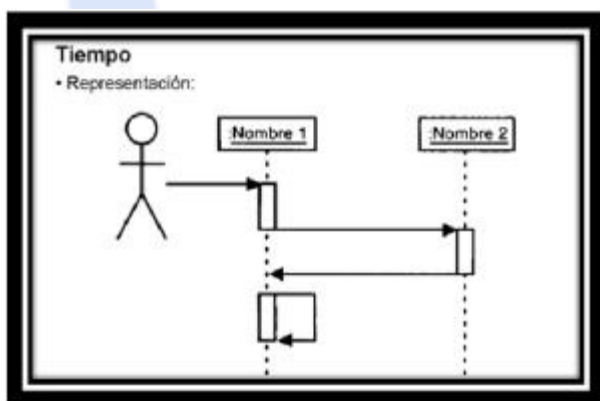 Tiempo
• Representación:
:Nombre 1
:Nombre 2